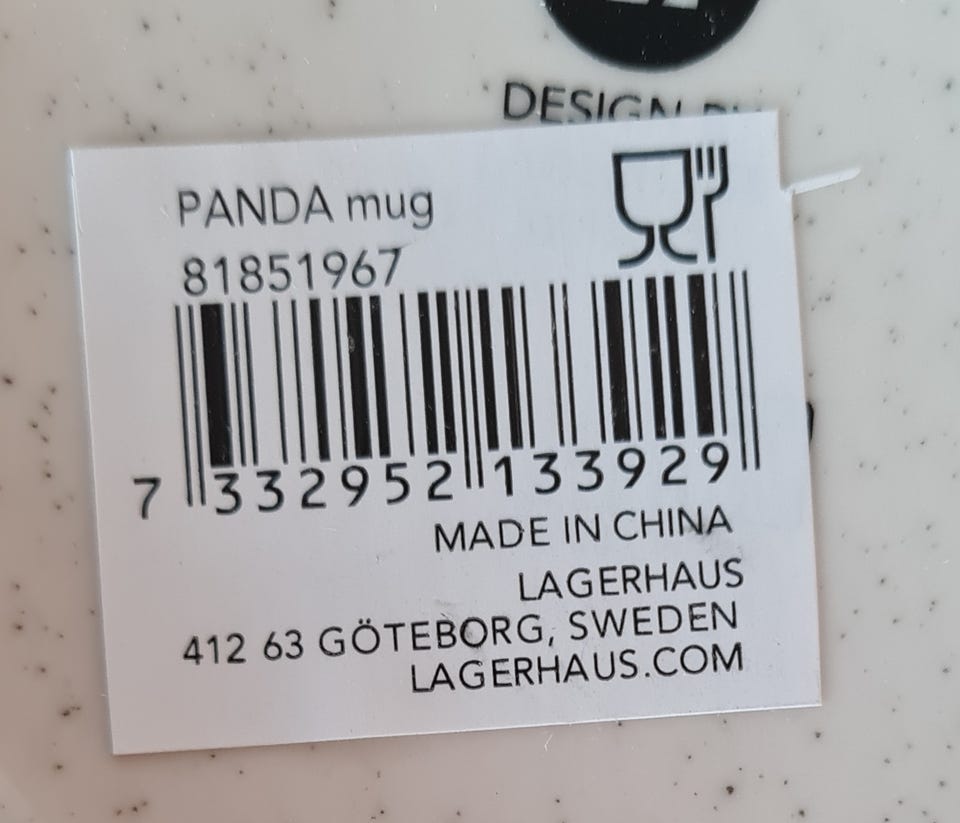 DESIGN
PANDA mug
81851967
7 332952 133929
MADE IN CHINA
LAGERHAUS
412 63 GÖTEBORG, SWEDEN
LAGERHAUS.COM